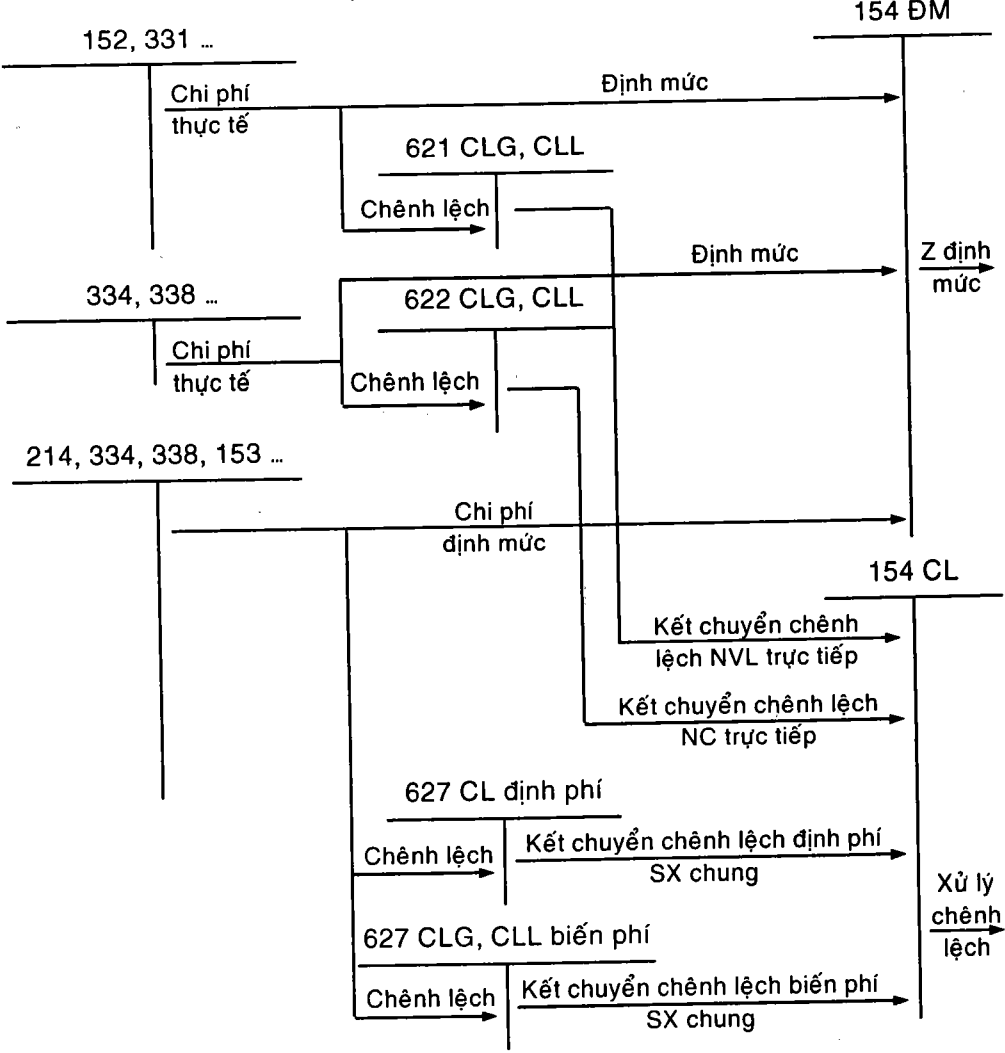 154 ĐM
152, 331 ...
Chi phí
thực tế
Định mức
621 CLG, CLL
Chênh lệch
Định mức
Z định
mức
334, 338 ...
622 CLG, CLL
Chi phí
thực tế
Chênh lệch
214, 334, 338, 153 ...
Chi phí
định mức
154 CL
Kết chuyển chênh
lệch NVL trực tiếp
Kết chuyển chênh lệch
NC trực tiếp
627 CL định phí
Chênh lệch
Kết chuyển chênh lệch định phí
SX chung
Xử lý
chênh
lệch
627 CLG, CLL biến phí
Chênh lệch
Kết chuyển chênh lệch biến phí
SX chung